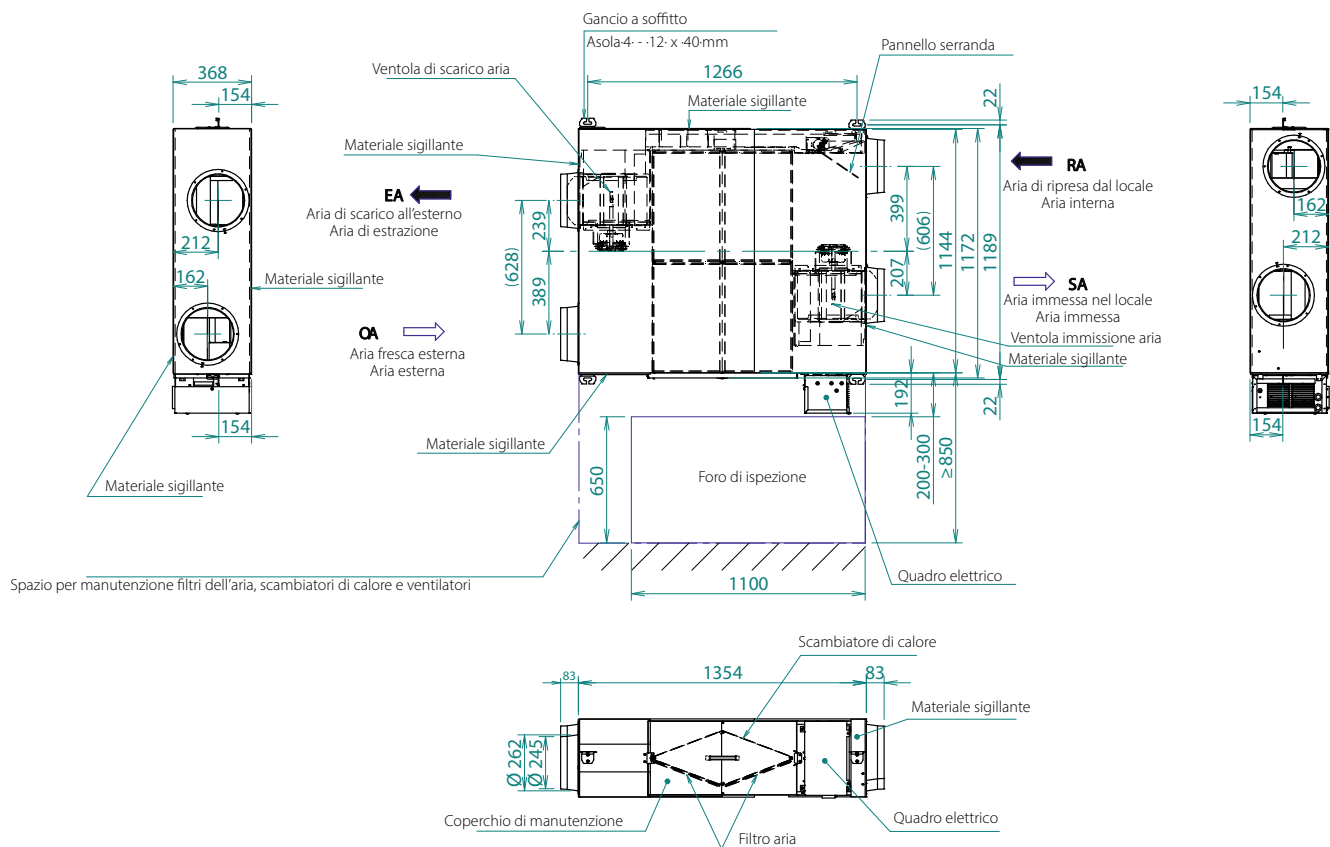 Gancio a soffitto
Asola·4· - ·12· x ·40·mm
Pannello serranda
Ventola di scarico aria
368
1266
22
154
154
Materiale sigillante
Materiale sigillante
EA
Aria di scarico all'esterno
Aria di estrazione
RA
Aria di ripresa dal locale
Aria interna
239
399
(606)
162
212
(628)
1144
1172
1189
212
162
Materiale sigillante
207
389
SA
Aria immessa nel locale
Aria immessa
OA
Aria fresca esterna
Aria esterna
Ventola immissione aria
Materiale sigillante
192
22
154
154
Materiale sigillante
200-300
≥850
650
Foro di ispezione
Materiale sigillante
Spazio per manutenzione filtri dell'aria, scambiatori di calore e ventilatori
Quadro elettrico
1100
Scambiatore di calore
83
1354
83
Materiale sigillante
Ø 262
Ø 245
Coperchio di manutenzione
Quadro elettrico
Filtro aria